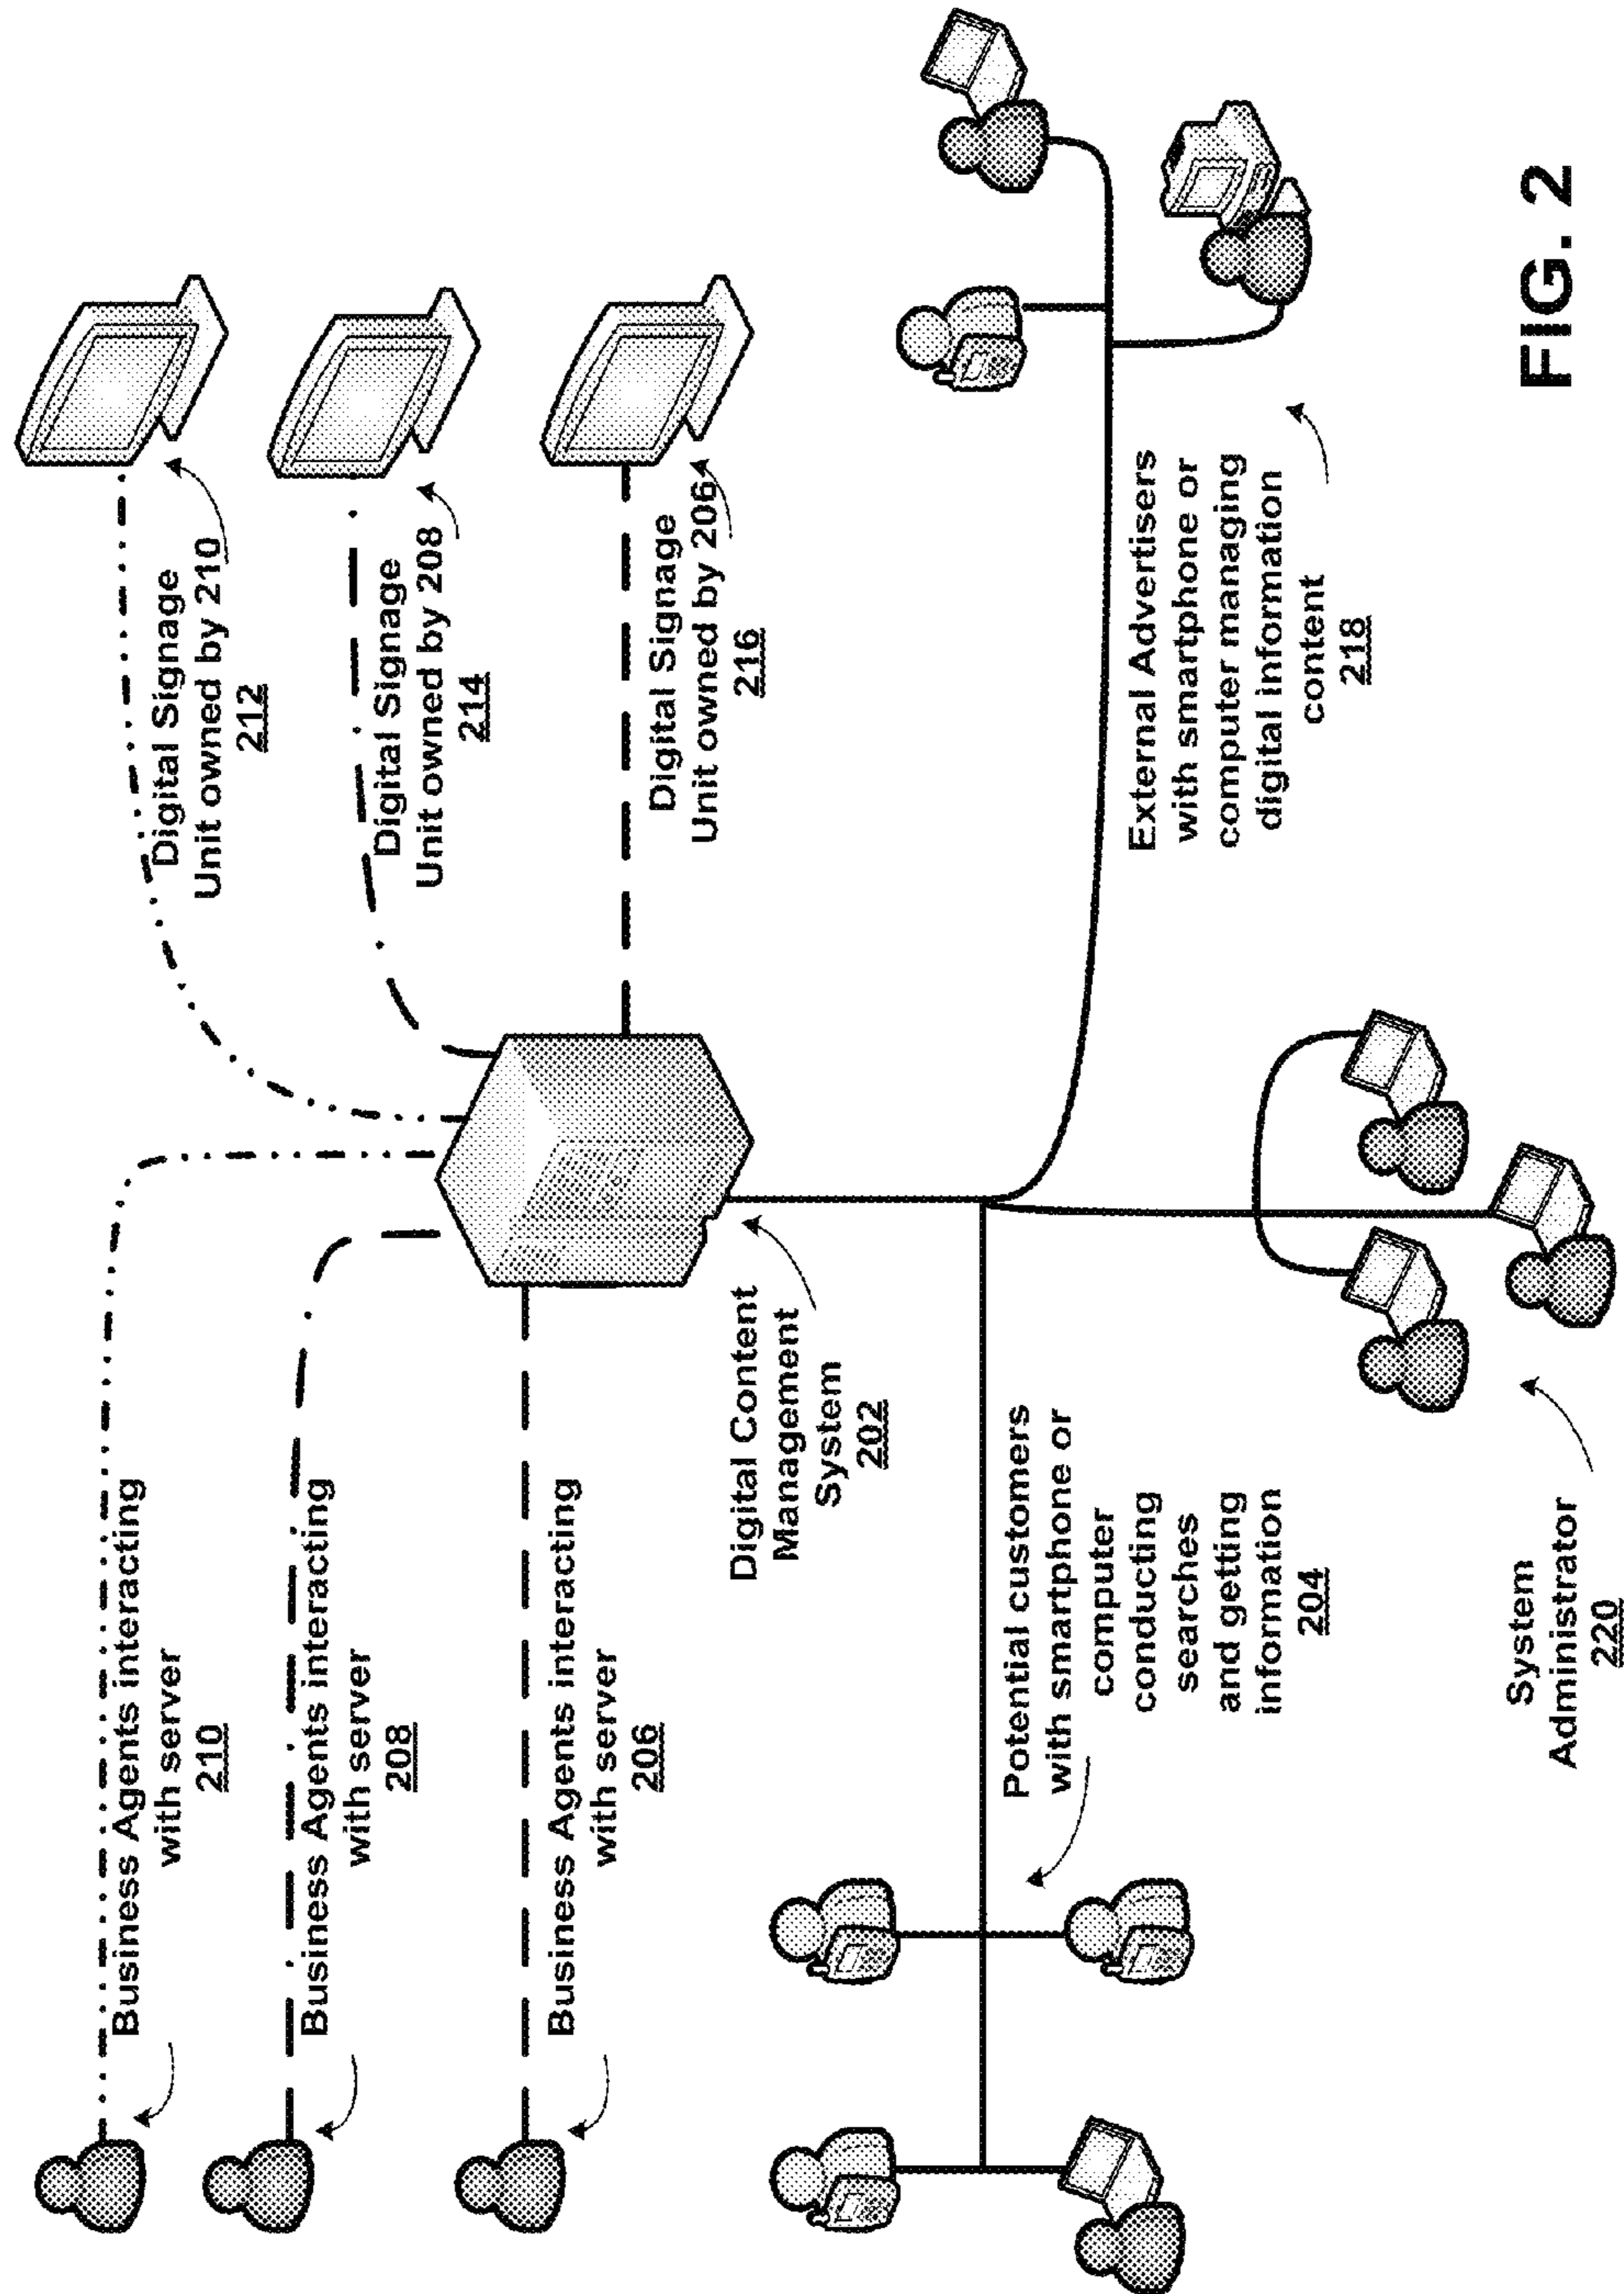 Business Agents interacting
with server
210
Business Agents interacting
with server
208
Business Agents interacting
with server
206
Digital Signage
Unit owned by 210
212
Digital Signage
Unit owned by 208
214
Digital Signage
Unit owned by 206
216
Digital Content
Management
System
202
Potential customers
with smartphone or
computer
conducting
searches
and getting
information
204
External Advertisers
with smartphone or
computer managing
digital information
content
218
System
Administrator
220
FIG. 2